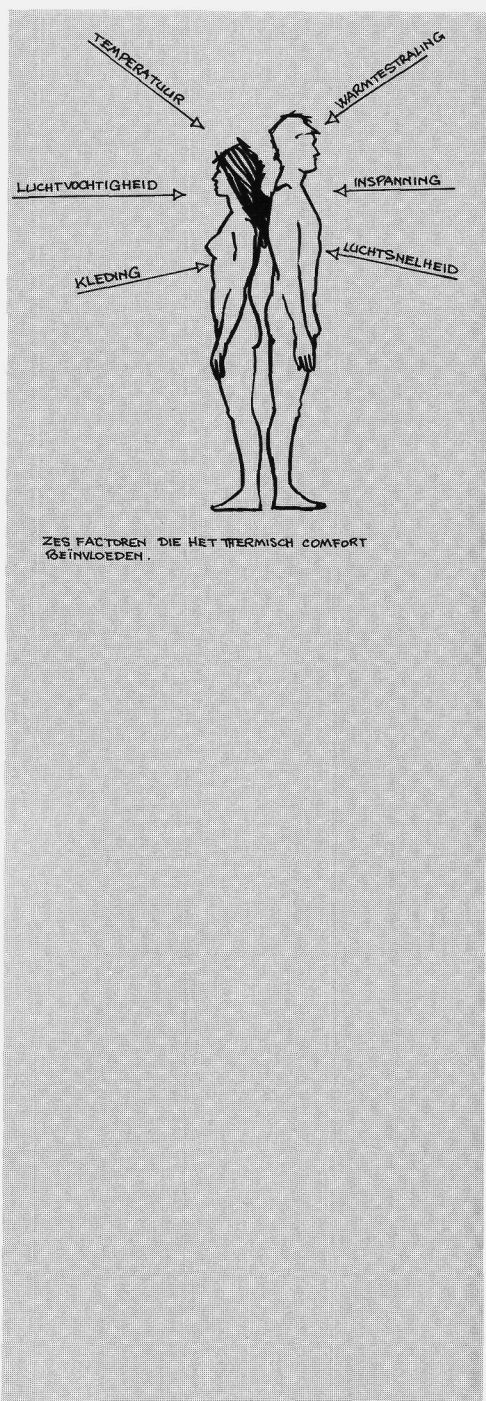 TEMPERATUUR
WARMTESTRALING
LUCHTVOCHTIGHEID
INSPANNING
KLEDING
LUCHTSNELHEID
ZES FACTOREN DIE HET THERMISCH COMFORT
BEÏNVLOEDEN.